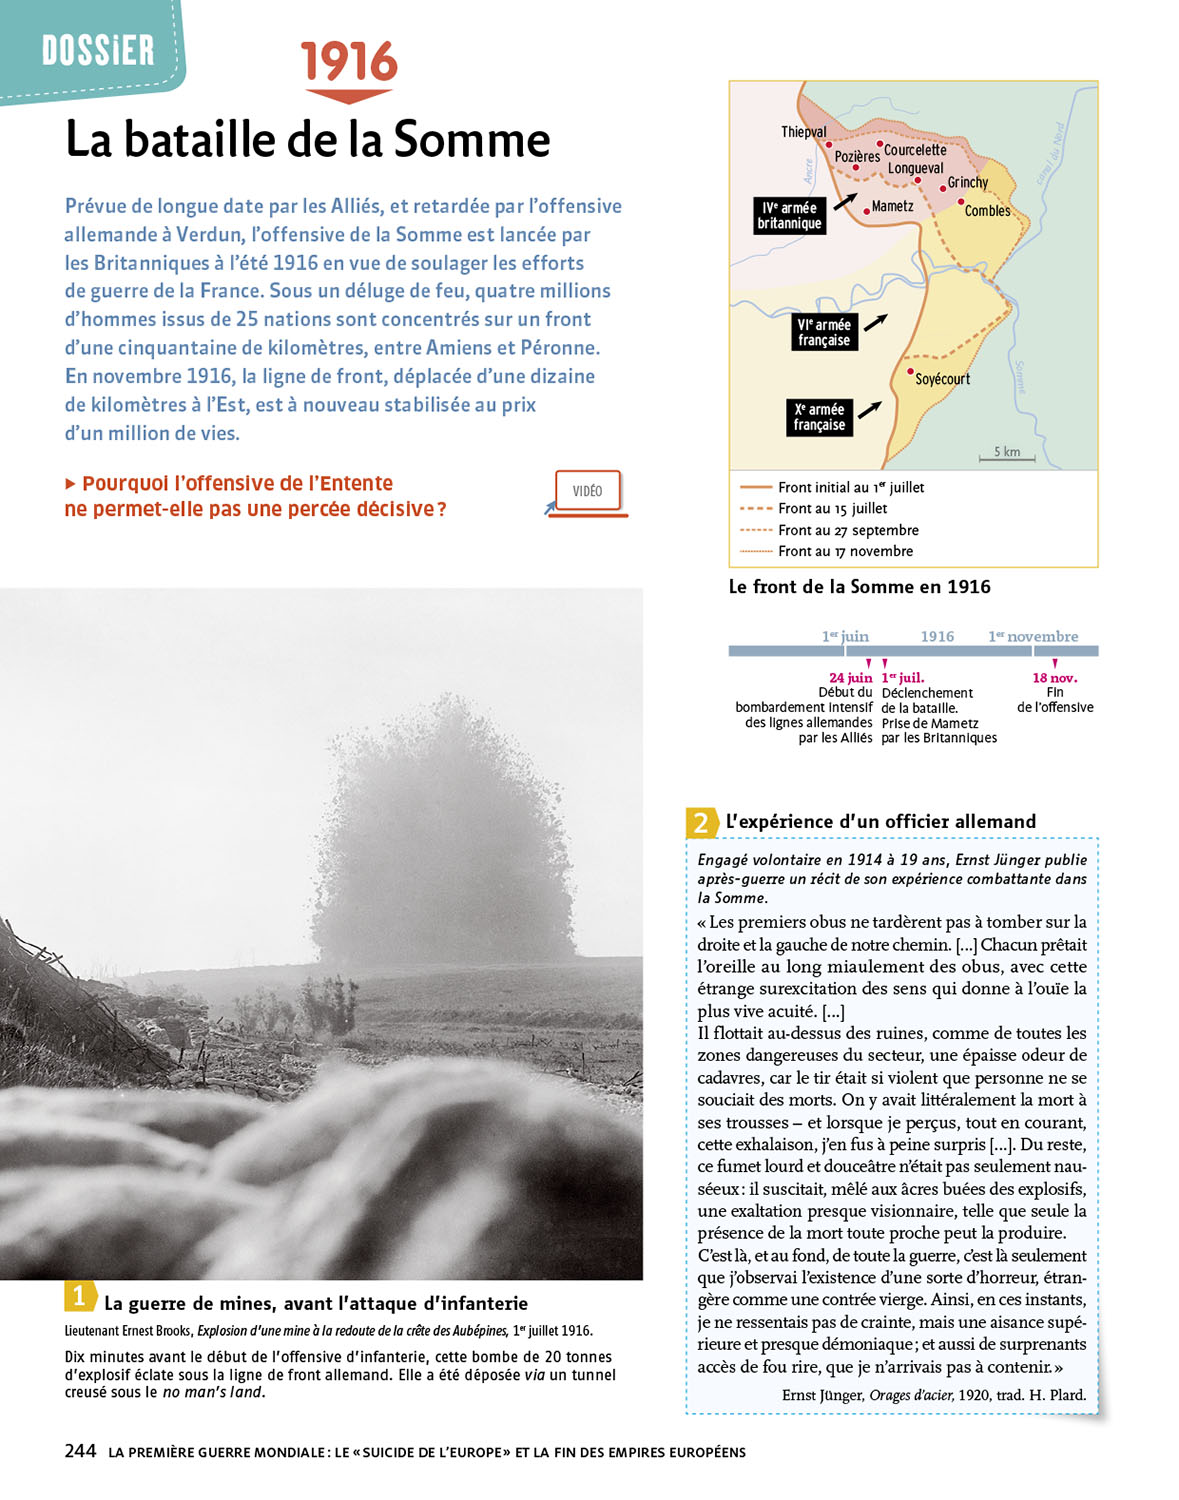 DOSSiER
1916
La bataille de la Somme
Prévue de longue date par les Alliés, et retardée par l'offensive
allemande à Verdun, l'offensive de la Somme est lancée par
les Britanniques à l'été 1916 en vue de soulager les efforts
de guerre de la France. Sous un déluge de feu, quatre millions
d'hommes issus de 25 nations sont concentrés sur un front
d'une cinquantaine de kilomètres, entre Amiens et Péronne.
En novembre 1916, la ligne de front, déplacée d'une dizaine
de kilomètres à l'Est, est à nouveau stabilisée au prix
d'un million de vies.
▸ Pourquoi l'offensive de l'Entente
ne permet-elle pas une percée décisive ?
VIDÉO
Thiepval
Pozières
Courcelette
Longueval
Grinchy
Mametz
Combles
Ancre
canal du Nord
IVe armée
britannique
VIe armée
française
Somme
Soyécourt
Xe armée
française
5 km
Front initial au 1er juillet
Front au 15 juillet
Front au 27 septembre
Front au 17 novembre
Le front de la Somme en 1916
1er juin 1916 1er novembre
24 juin
Début du
bombardement intensif
des lignes allemandes
par les Alliés
1er juil.
Déclenchement
de la bataille.
Prise de Mametz
par les Britanniques
18 nov.
Fin
de l'offensive
1 La guerre de mines, avant l'attaque d'infanterie
Lieutenant Ernest Brooks, Explosion d'une mine à la redoute de la crête des Aubépines, 1er juillet 1916.
Dix minutes avant le début de l'offensive d'infanterie, cette bombe de 20 tonnes
d'explosif éclate sous la ligne de front allemand. Elle a été déposée via un tunnel
creusé sous le no man's land.
2 L'expérience d'un officier allemand
Engagé volontaire en 1914 à 19 ans, Ernst Jünger publie
après-guerre un récit de son expérience combattante dans
la Somme.
« Les premiers obus ne tardèrent pas à tomber sur la
droite et la gauche de notre chemin. [...] Chacun prêtait
l'oreille au long miaulement des obus, avec cette
étrange surexcitation des sens qui donne à l'ouïe la
plus vive acuité. [...]
Il flottait au-dessus des ruines, comme de toutes les
zones dangereuses du secteur, une épaisse odeur de
cadavres, car le tir était si violent que personne ne se
souciait des morts. On y avait littéralement la mort à
ses trousses – et lorsque je perçus, tout en courant,
cette exhalaison, j'en fus à peine surpris [...]. Du reste,
ce fumet lourd et douceâtre n'était pas seulement nau-
séeux : il suscitait, mêlé aux âcres buées des explosifs,
une exaltation presque visionnaire, telle que seule la
présence de la mort toute proche peut la produire.
C'est là, et au fond, de toute la guerre, c'est là seulement
que j'observai l'existence d'une sorte d'horreur, étran-
gère comme une contrée vierge. Ainsi, en ces instants,
je ne ressentais pas de crainte, mais une aisance supé-
rieure et presque démoniaque ; et aussi de surprenants
accès de fou rire, que je n'arrivais pas à contenir. »
Ernst Jünger, Orages d'acier, 1920, trad. H. Plard.
244 LA PREMIÈRE GUERRE MONDIALE : LE « SUICIDE DE L'EUROPE » ET LA FIN DES EMPIRES EUROPÉENS